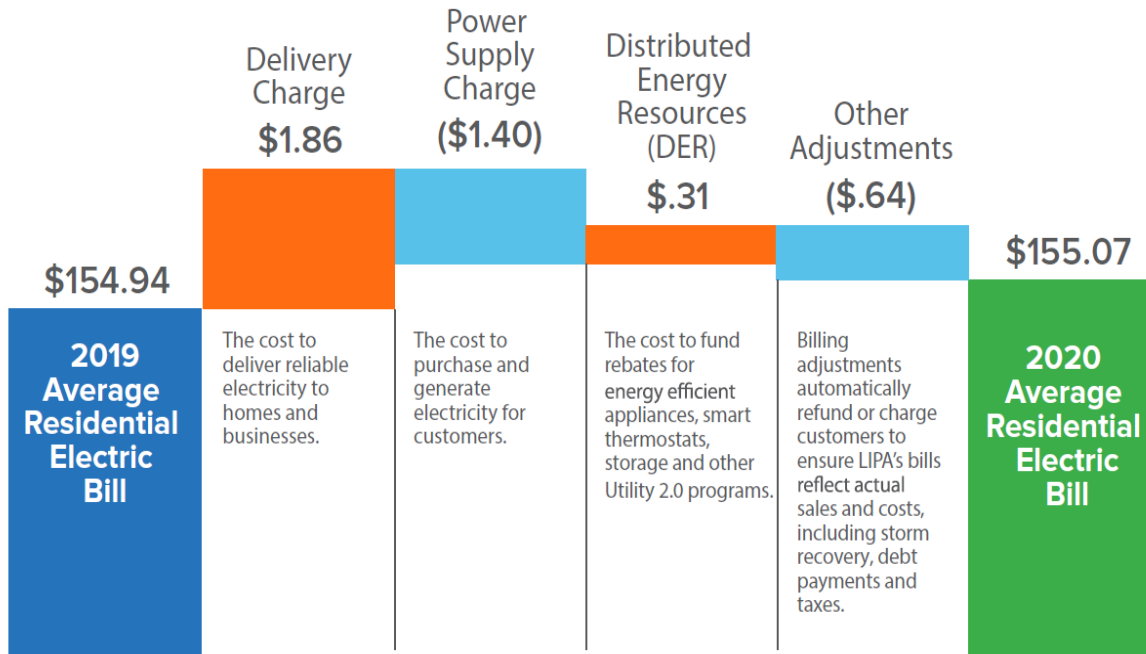 Delivery
Charge
$1.86
Power
Supply
Charge
($1.40)
Distributed
Energy
Resources
(DER)
$.31
Other
Adjustments
($.64)
$154.94
2019
Average
Residential
Electric
Bill
The cost to
deliver reliable
electricity to
homes and
businesses.
The cost to
purchase and
generate
electricity for
customers.
The cost to fund
rebates for
energy efficient
appliances, smart
thermostats,
storage and other
Utility 2.0 programs.
Billing
adjustments
automatically
refund or charge
customers to
ensure LIPA's bills
reflect actual
sales and costs,
including storm
recovery, debt
payments and
taxes.
$155.07
2020
Average
Residential
Electric
Bill